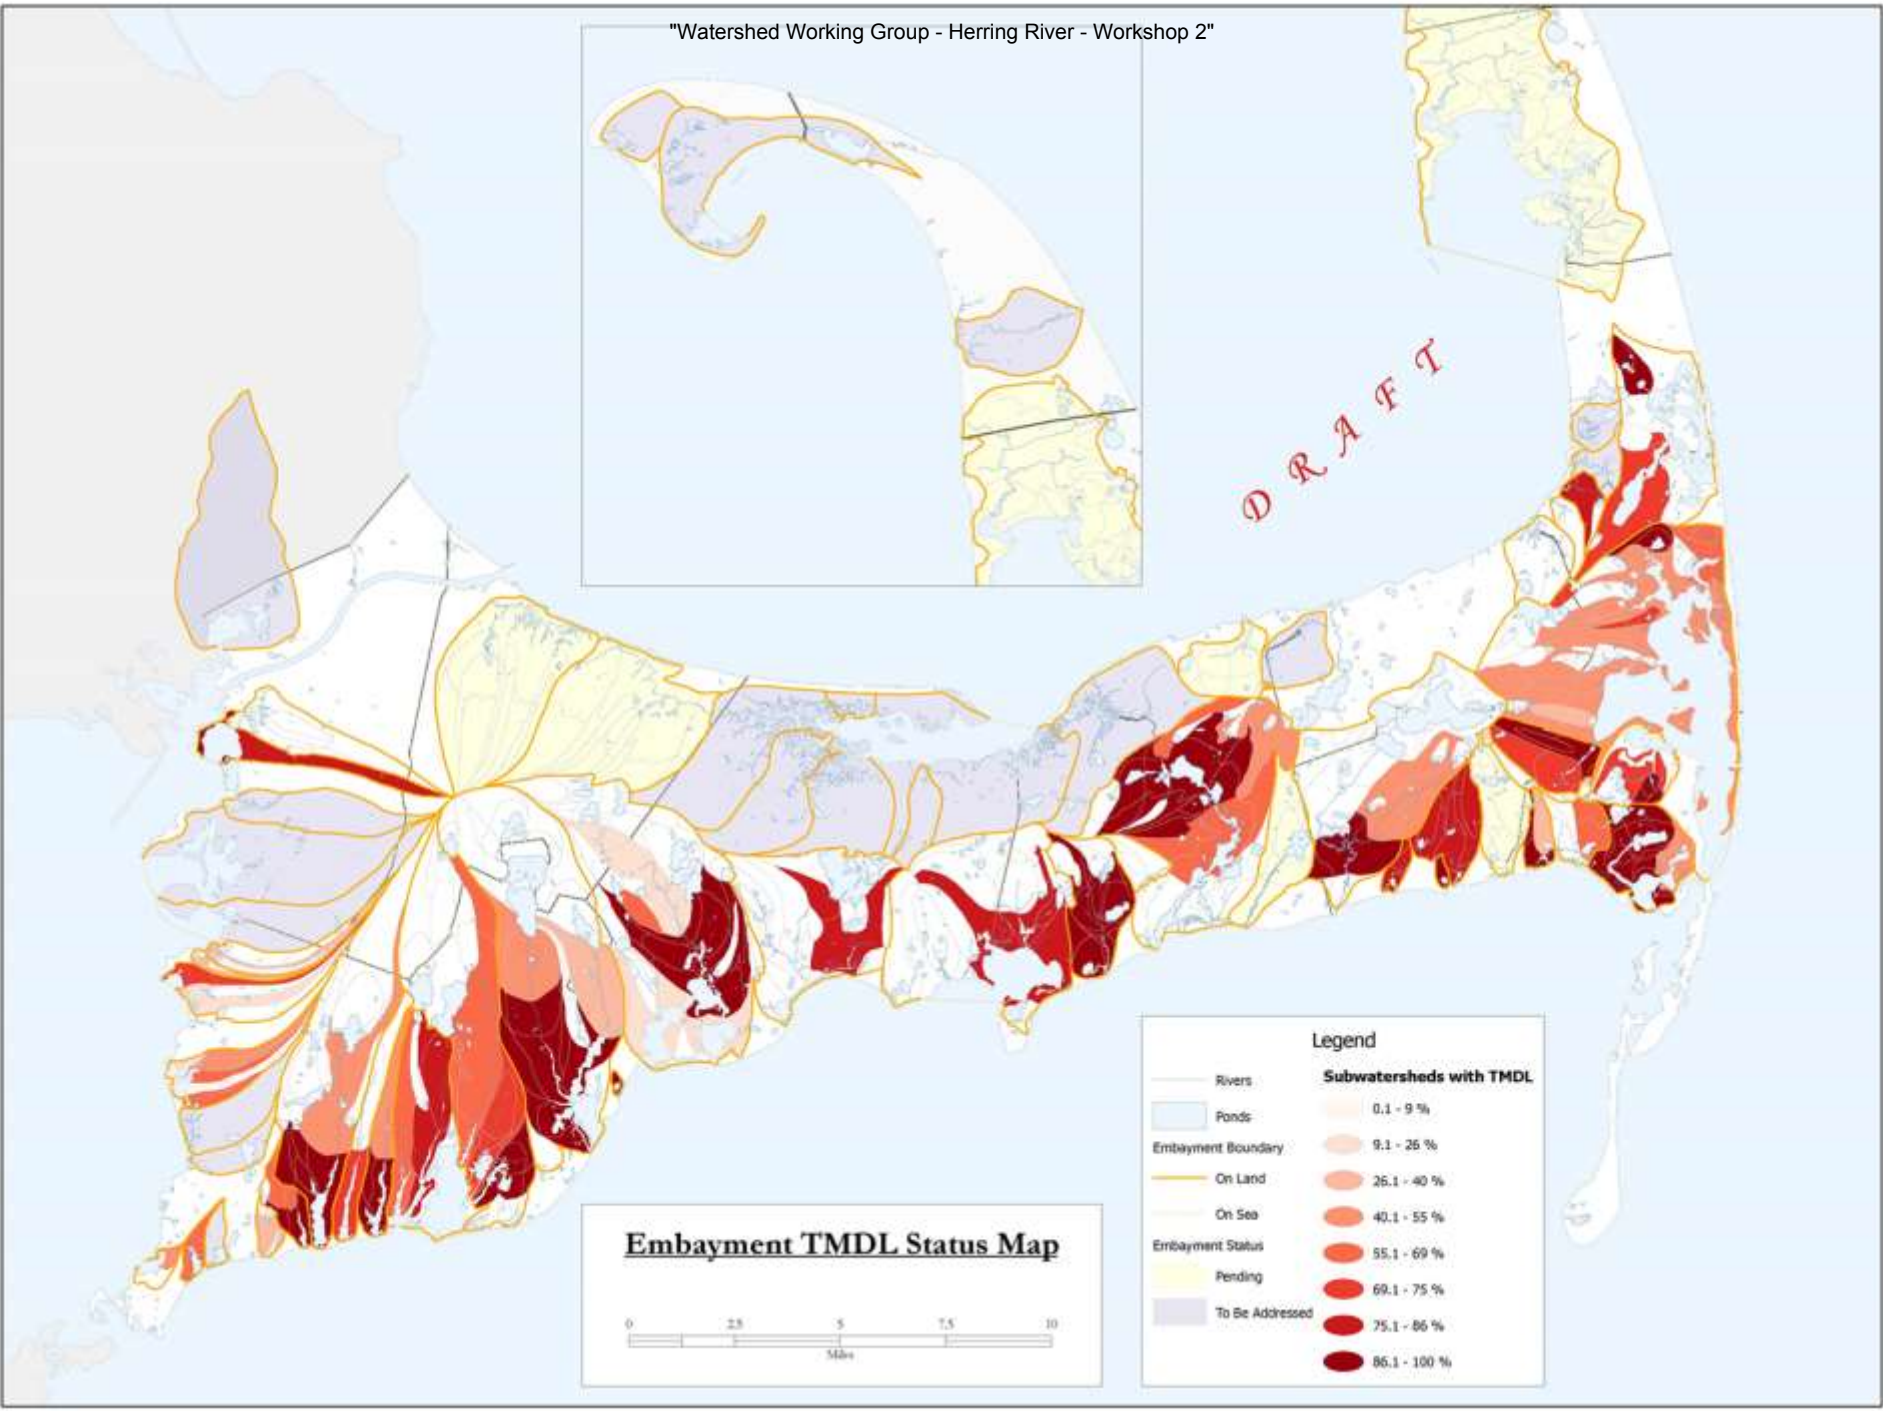 "Watershed Working Group - Herring River - Workshop 2"
DRAFT
Legend
Rivers
Ponds
Embayment Boundary
On Land
On Sea
Embayment Status
Pending
To Be Addressed
Subwatersheds with TMDL
0.1 - 9 %
9.1 - 26 %
26.1 - 40 %
40.1 - 55 %
55.1 - 69 %
69.1 - 75 %
75.1 - 86 %
86.1 - 100 %
Embayment TMDL Status Map
0 2.5 5 7.5 10
Miles